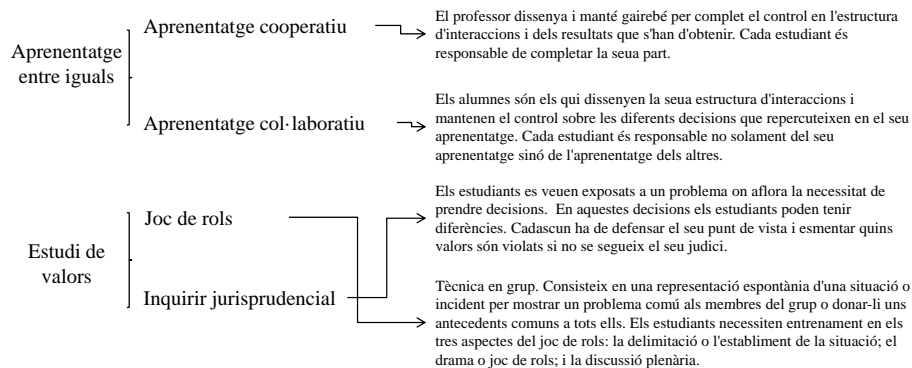 Aprenentatge
entre iguals
Aprenentatge cooperatiu
El professor dissenya i manté gairebé per complet el control en l'estructura
d'interaccions i dels resultats que s'han d'obtenir. Cada estudiant és
responsable de completar la seua part.
Aprenentatge col·laboratiu
Els alumnes són els qui dissenyen la seua estructura d'interaccions i
mantenen el control sobre les diferents decisions que repercuteixen en el seu
aprenentatge. Cada estudiant és responsable no solament del seu
aprenentatge sinó de l'aprenentatge dels altres.
Estudi de
valors
Joc de rols
Els estudiants es veuen exposats a un problema on aflora la necessitat de
prendre decisions.  En aquestes decisions els estudiants poden tenir
diferències. Cadascun ha de defensar el seu punt de vista i esmentar quins
valors són violats si no se segueix el seu judici.
Inquirir jurisprudencial
Tècnica en grup. Consisteix en una representació espontània d'una situació o
incident per mostrar un problema comú als membres del grup o donar-li uns
antecedents comuns a tots ells. Els estudiants necessiten entrenament en els
tres aspectes del joc de rols: la delimitació o l'establiment de la situació; el
drama o joc de rols; i la discussió plenària.